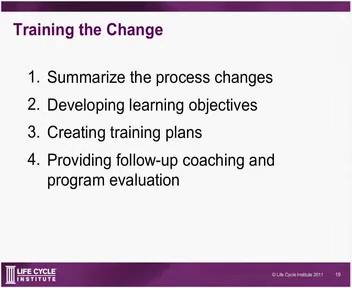 Training the Change
1. Summarize the process changes
2. Developing learning objectives
3. Creating training plans
4. Providing follow-up coaching and
program evaluation
LIFE CYCLE
INSTITUTE
© Life Cycle Institute 2011 19